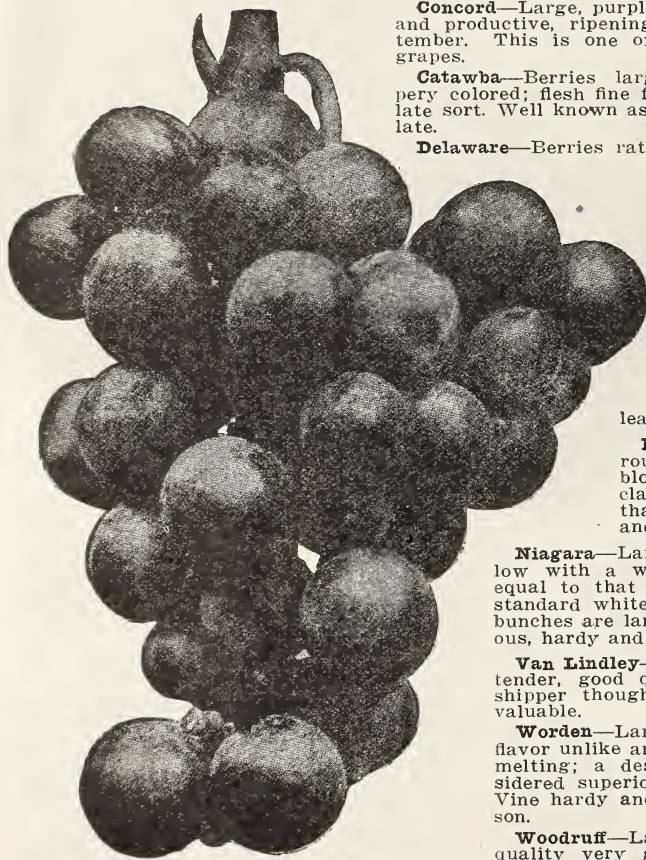 Concord—Large, purpl
and productive, ripening
tember. This is one o
grapes.
Catawba—Berries larg
pery colored; flesh fine f
late sort. Well known as
late.
Delaware—Berries rat
lea
rou
blo
cla
tha
and
Niagara—Lar
low with a w
equal to that
standard white
bunches are lar
ous, hardy and
Van Lindley—
tender, good q
shipper though
valuable.
Worden—Lar
flavor unlike an
melting; a des
sidered superio
Vine hardy and
son.
Woodruff—La
quality very g